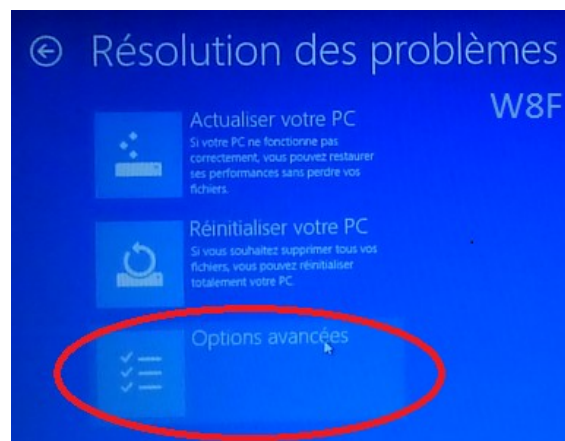 Résolution des problèmes
W8F
Actualiser votre PC
Si votre PC ne fonctionne pas
correctement, vous pouvez restaurer
ses performances sans perdre vos
fichiers.
Réinitialiser votre PC
Si vous souhaitez supprimer tous vos
fichiers, vous pouvez réinitialiser
totalement votre PC.
Options avancées